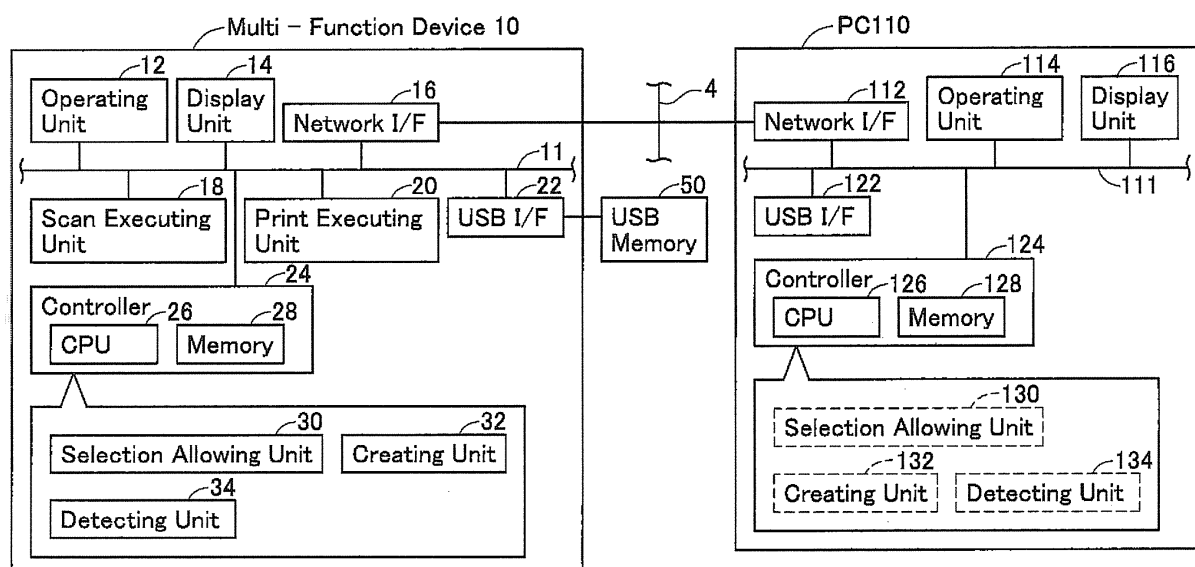 Multi - Function Device 10
PC110
12
14
16
4
112
114
116
Operating
Unit
Display
Unit
Network I/F
Network I/F
Operating
Unit
Display
Unit
11
111
18
20
22
50
122
Scan Executing
Unit
Print Executing
Unit
USB I/F
USB
Memory
USB I/F
24
124
Controller
26
28
CPU
Memory
Controller
126
128
CPU
Memory
30
32
Selection Allowing Unit
Creating Unit
34
Detecting Unit
130
Selection Allowing Unit
132
134
Creating Unit
Detecting Unit